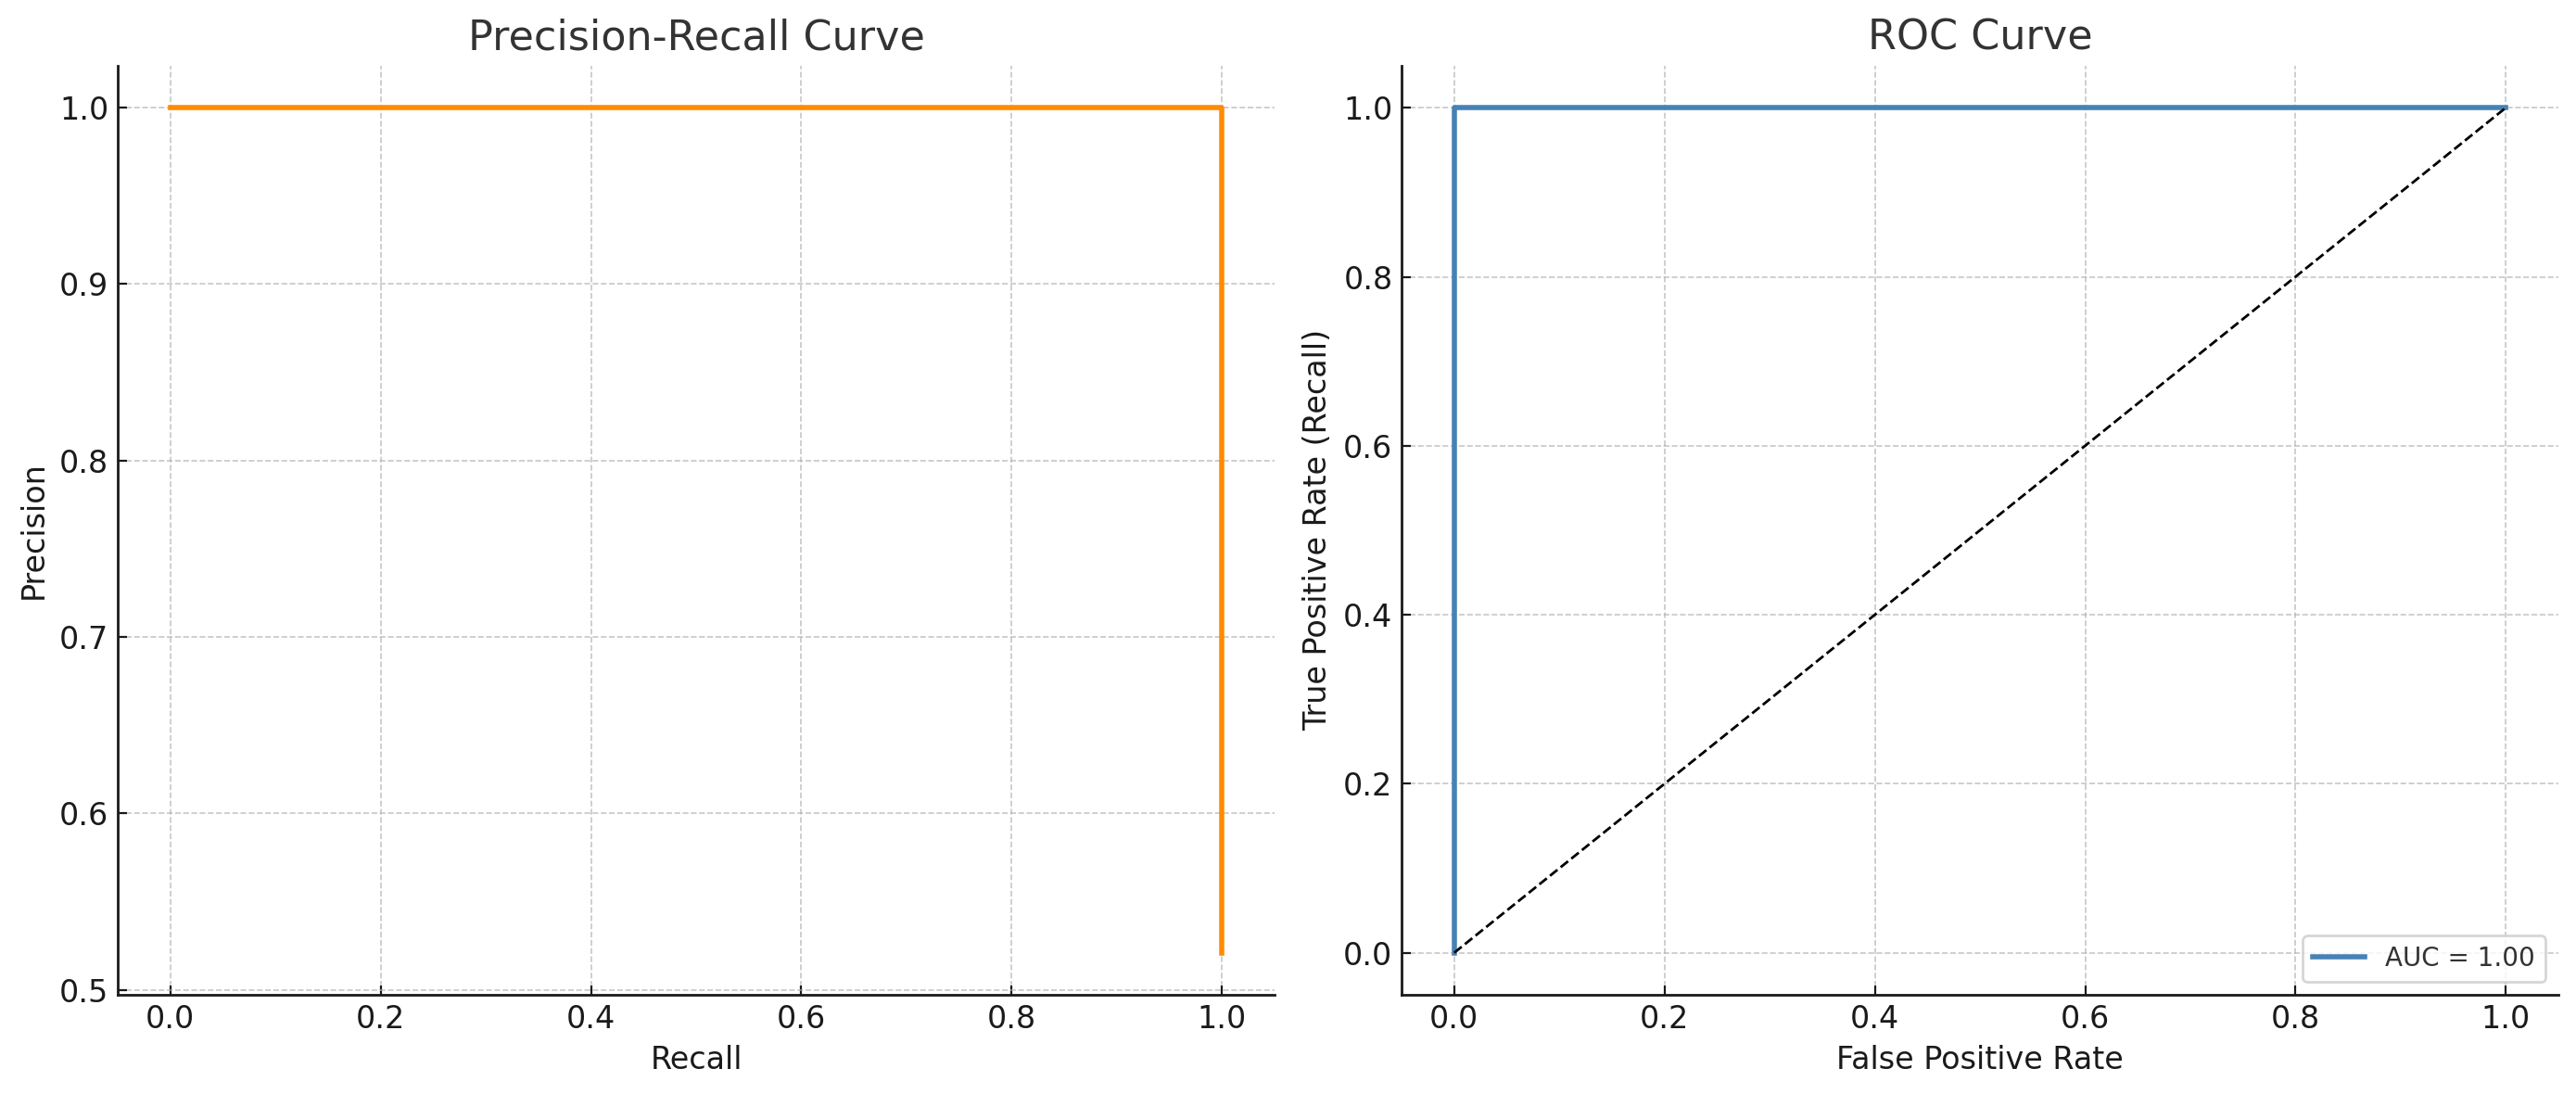 Precision-Recall Curve
1.0
0.9
0.8
0.7
0.6
0.5
Precision
0.0 0.2 0.4 0.6 0.8 1.0
Recall
ROC Curve
1.0
0.8
0.6
0.4
0.2
0.0
True Positive Rate (Recall)
AUC = 1.00
0.0 0.2 0.4 0.6 0.8 1.0
False Positive Rate